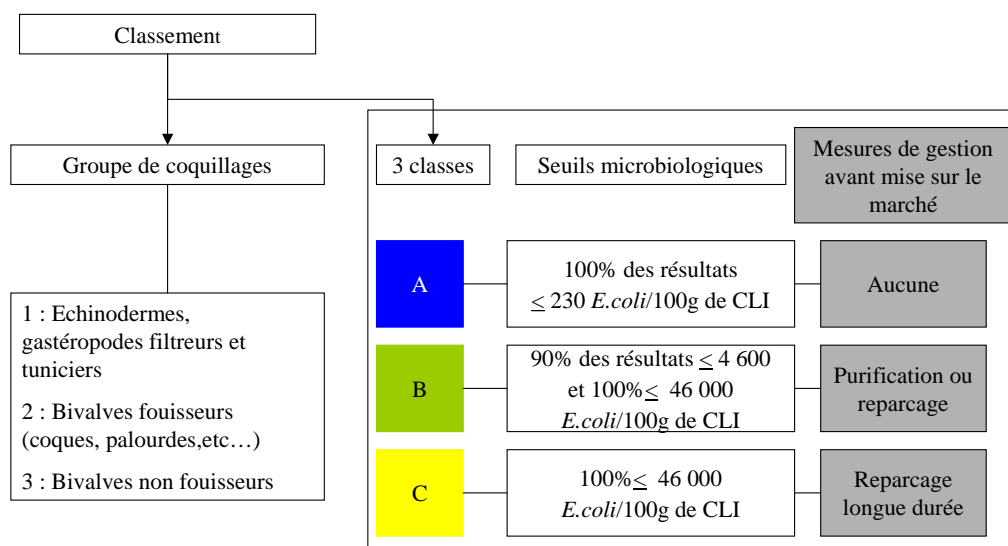 Classement
Groupe de coquillages
3 classes
Seuils microbiologiques
Mesures de gestion
avant mise sur le
marché
1 : Echinodermes,
gastéropodes filtreurs et
tuniciers
2 : Bivalves fouisseurs
(coques, palourdes,etc…)
3 : Bivalves non fouisseurs
A
100% des résultats
≤ 230 E.coli/100g de CLI
Aucune
B
90% des résultats ≤ 4 600
et 100%≤ 46 000
E.coli/100g de CLI
Purification ou
reparcage
C
100%≤ 46 000
E.coli/100g de CLI
Reparcage
longue durée